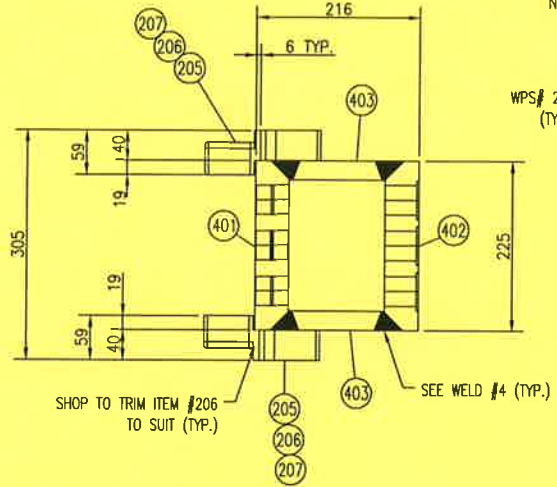 216
N
207
206
205
6 TYP.
403
WPS# 2
(TY
59
40
19
305
401
402
225
19
59
40
SHOP TO TRIM ITEM #206
TO SUIT (TYP.)
403
SEE WELD #4 (TYP.)
205
206
207